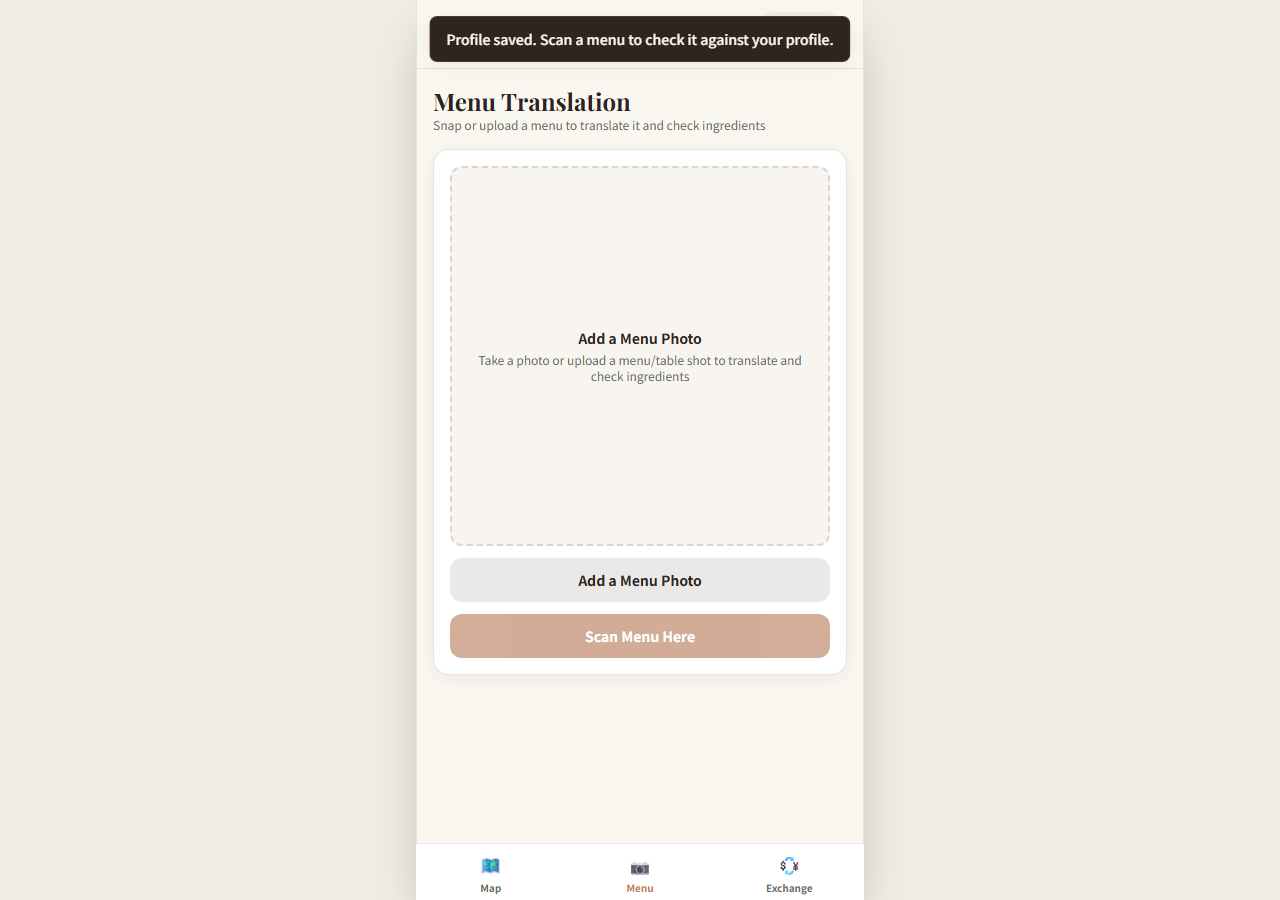 Profile saved. Scan a menu to check it against your profile.
Menu Translation
Snap or upload a menu to translate it and check ingredients
Add a Menu Photo
Take a photo or upload a menu/table shot to translate and
check ingredients
Add a Menu Photo
Scan Menu Here
Map
Menu
Exchange